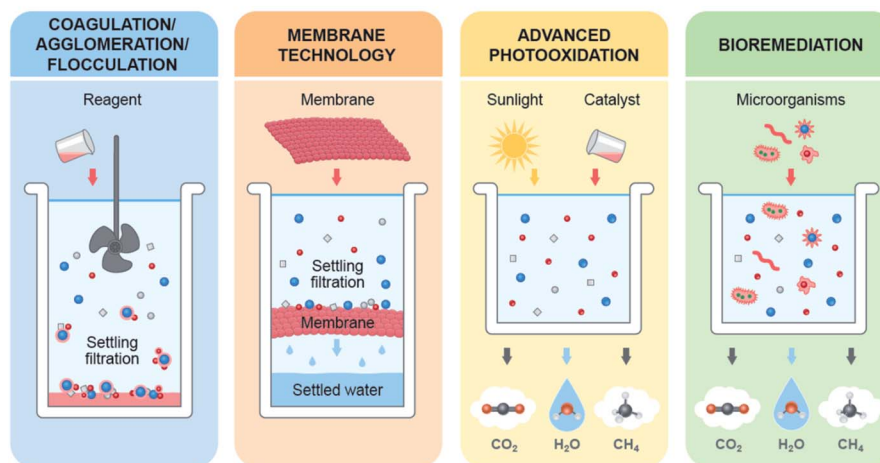 COAGULATION/
AGGLOMERATION/
FLOCCULATION
Reagent
Settling
filtration
MEMBRANE
TECHNOLOGY
Membrane
Settling
filtration
Membrane
Settled water
ADVANCED
PHOTOOXIDATION
Sunlight
Catalyst
CO₂
H₂O
CH₄
BIOREMEDIATION
Microorganisms
CO₂
H₂O
CH₄